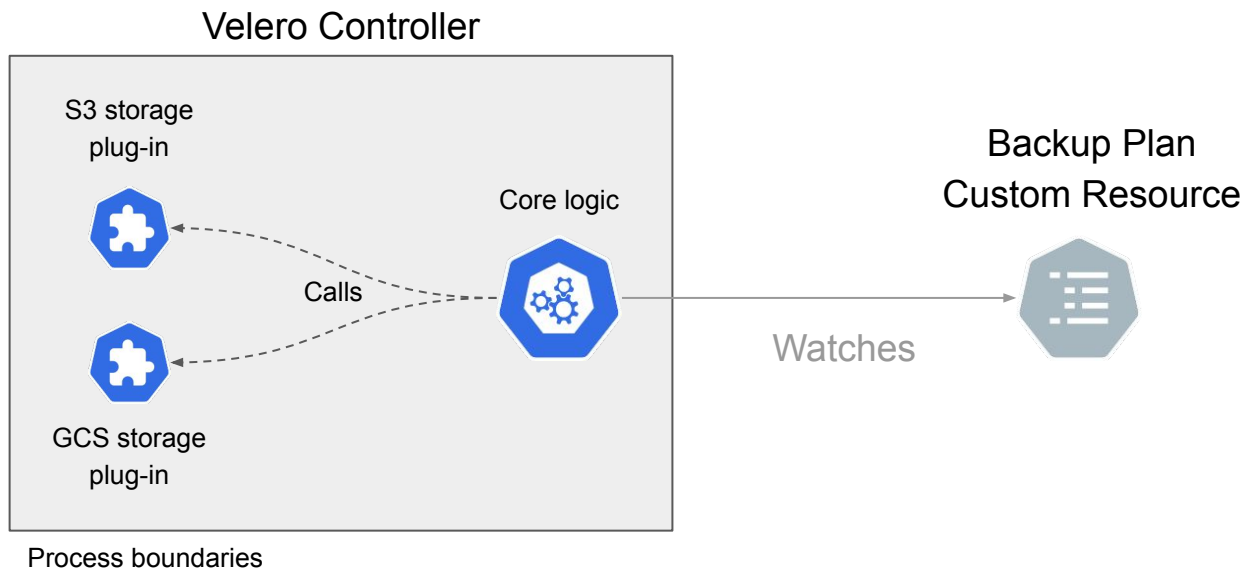 Velero Controller
S3 storage
plug-in
Core logic
Calls
GCS storage
plug-in
Process boundaries
Watches
Backup Plan
Custom Resource